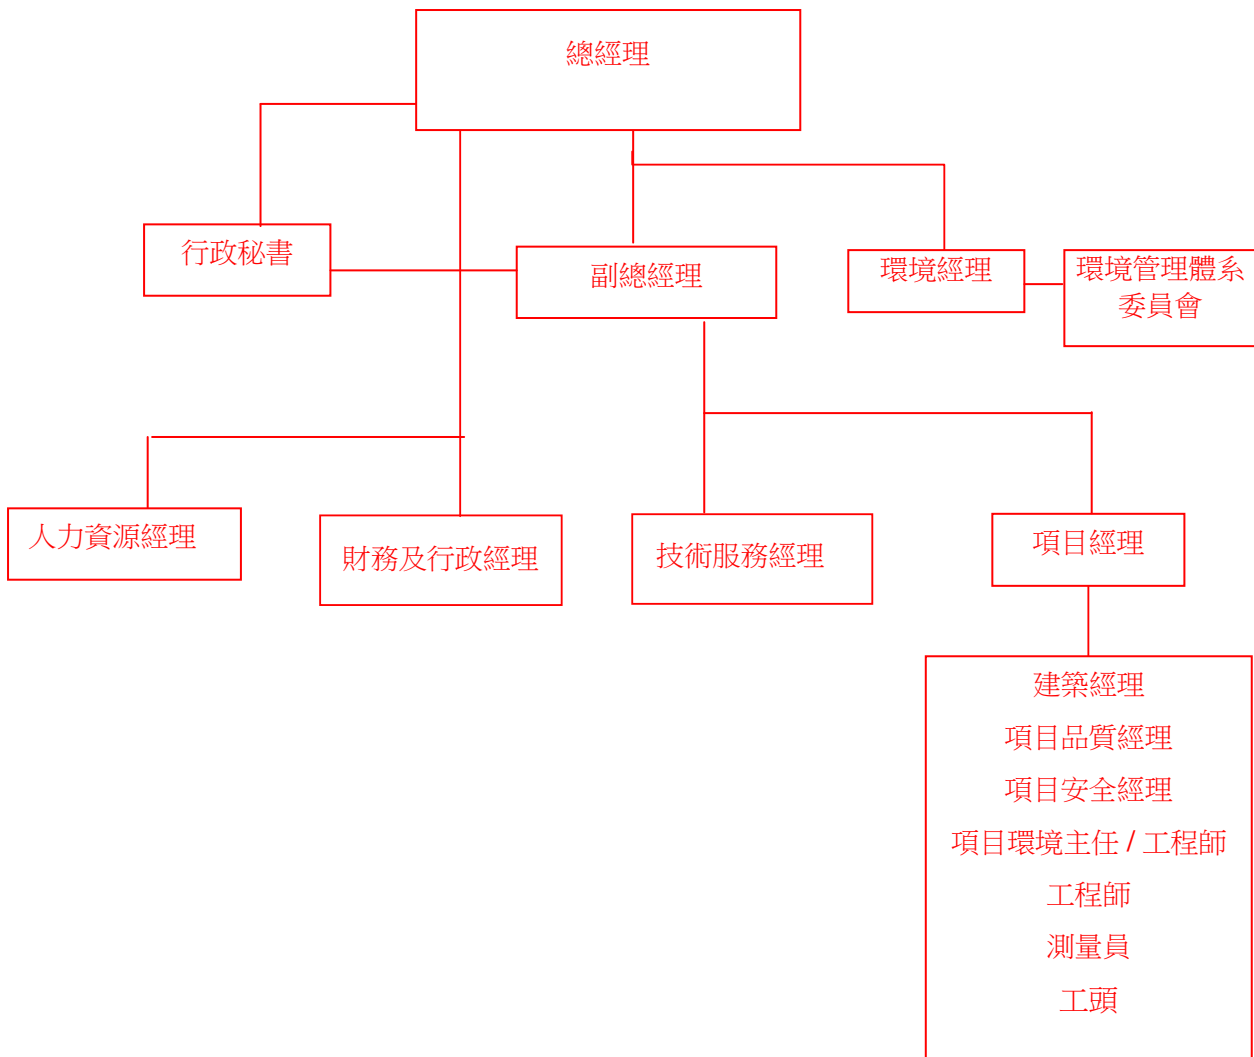 總經理
行政秘書
副總經理
環境經理
環境管理體系
委員會
人力資源經理
財務及行政經理
技術服務經理
項目經理
建築經理
項目品質經理
項目安全經理
項目環境主任 / 工程師
工程師
測量員
工頭